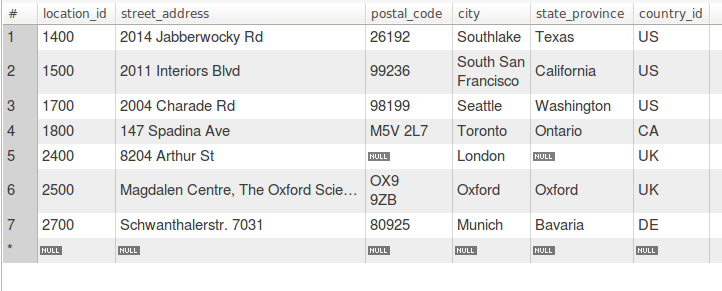 # location_id street_address postal_code city state_province country_id
1 1400 2014 Jabberwocky Rd 26192 Southlake Texas US
2 1500 2011 Interiors Blvd 99236 South San Francisco California US
3 1700 2004 Charade Rd 98199 Seattle Washington US
4 1800 147 Spadina Ave M5V 2L7 Toronto Ontario CA
5 2400 8204 Arthur St NULL London NULL UK
6 2500 Magdalen Centre, The Oxford Scie... OX9 9ZB Oxford Oxford UK
7 2700 Schwanthalerstr. 7031 80925 Munich Bavaria DE
* NULL NULL NULL NULL NULL NULL